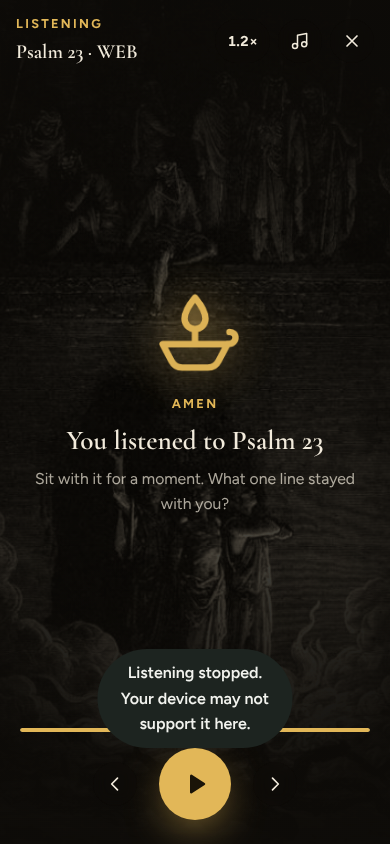 LISTENING
Psalm 23 · WEB
1.2×
AMEN
You listened to Psalm 23
Sit with it for a moment. What one line stayed
with you?
Listening stopped.
Your device may not
support it here.